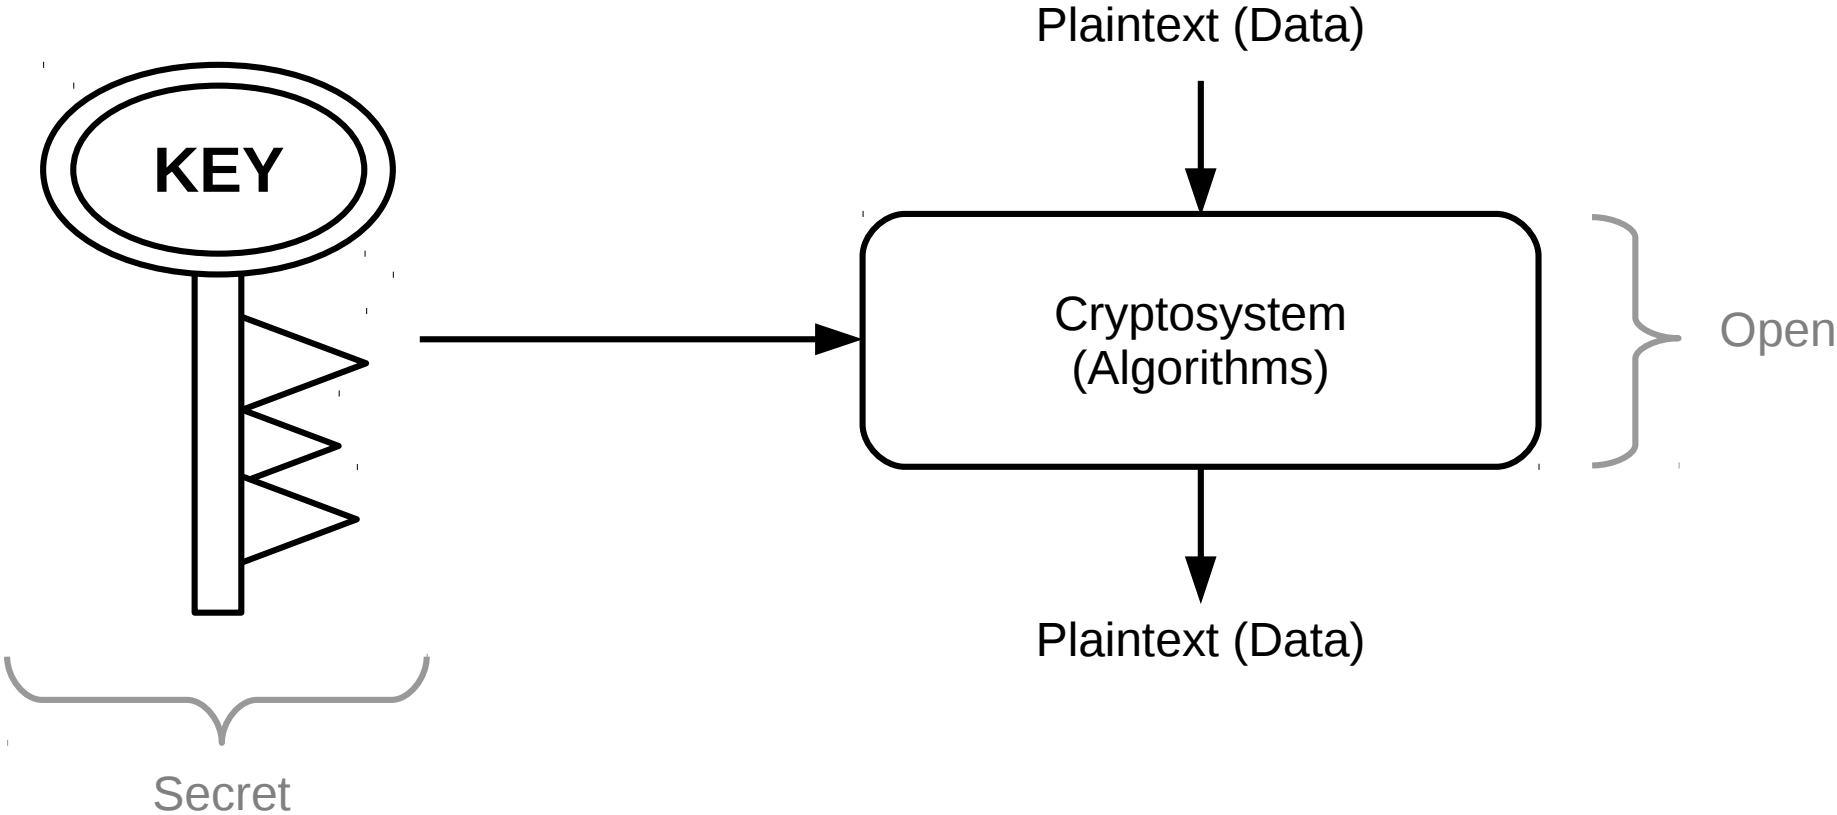 Plaintext (Data)
KEY
Cryptosystem
(Algorithms)
Open
Plaintext (Data)
Secret